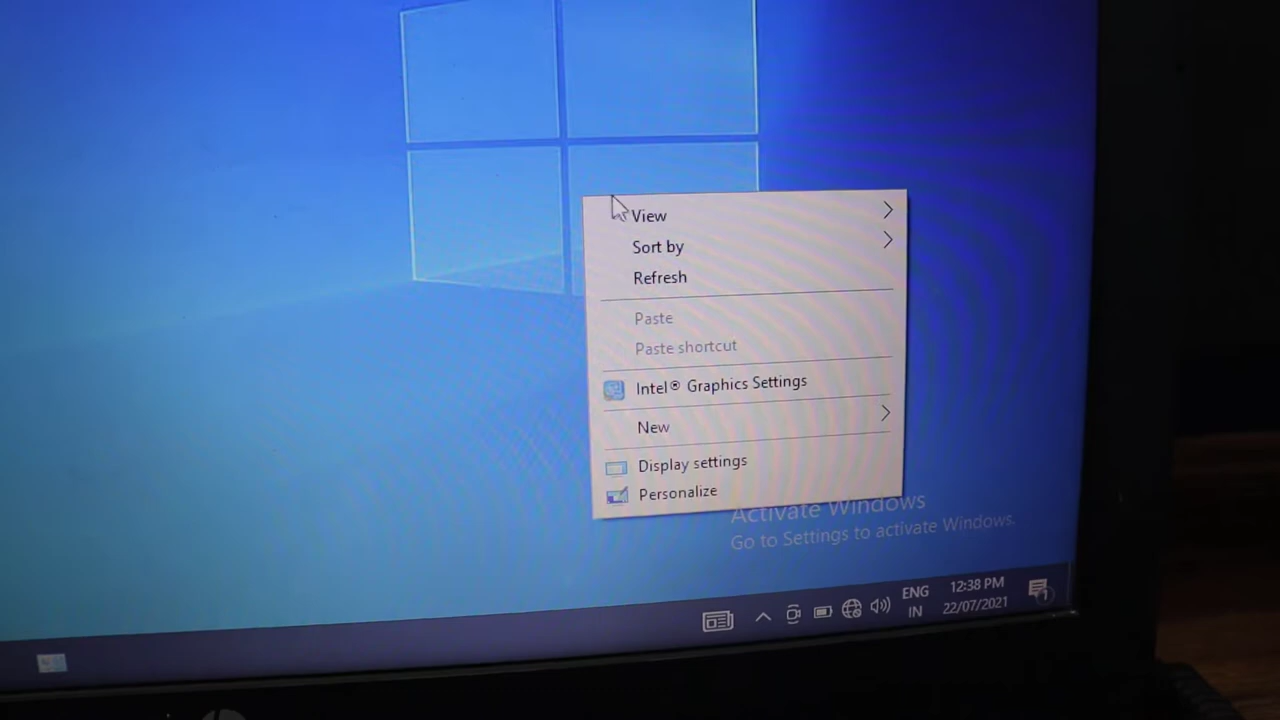 View
Sort by
Refresh
Paste
Paste shortcut
Intel® Graphics Settings
New
Display settings
Personalize
Activate Windows
Go to Settings to activate Windows.
ENG
IN
12:38 PM
22/07/2021
1